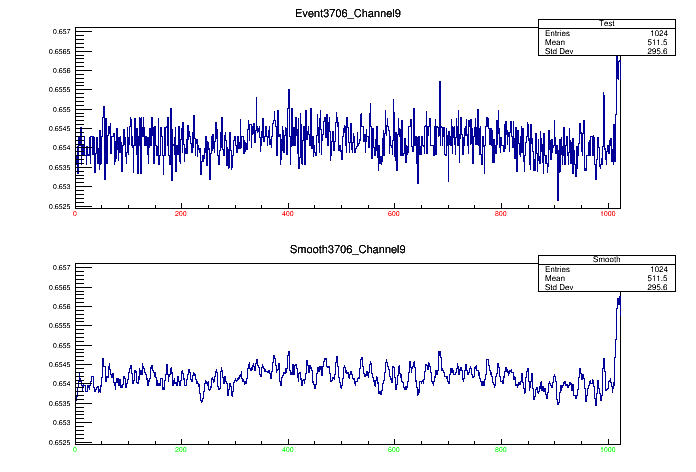 Event3706_Channel9
Test
Entries 1024
Mean 511.5
Std Dev 295.6
0.657
0.6565
0.656
0.6555
0.655
0.6545
0.654
0.6535
0.653
0.6525
0 200 400 600 800 1000
Smooth3706_Channel9
Smooth
Entries 1024
Mean 511.5
Std Dev 295.6
0.657
0.6565
0.656
0.6555
0.655
0.6545
0.654
0.6535
0.653
0.6525
0 200 400 600 800 1000